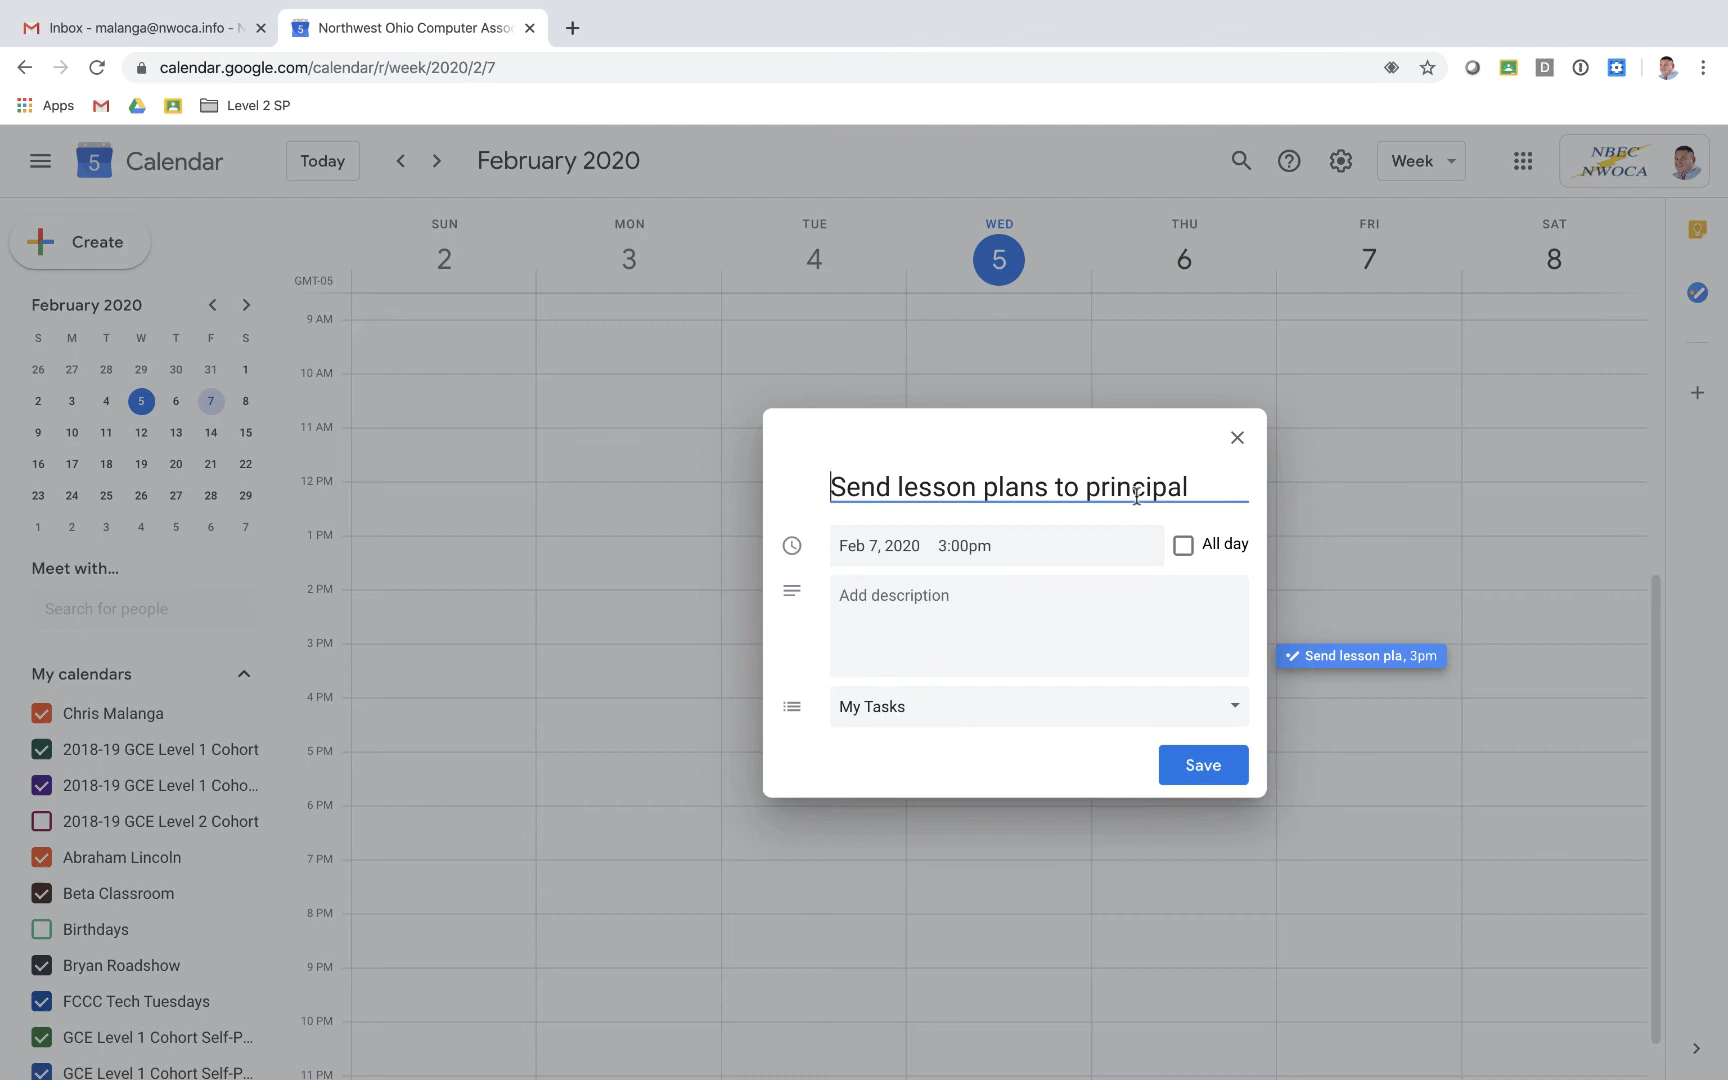 Inbox - malanga@nwoca.info -
Northwest Ohio Computer Asso
calendar.google.com/calendar/r/week/2020/2/7
Apps
Level 2 SP
5
Calendar
Today
February 2020
Week
NBEC
NWOCA
Create
SUN
MON
TUE
WED
THU
FRI
SAT
2
3
4
5
6
7
8
GMT-05
February 2020
S M T W T F S
26 27 28 29 30 31 1
2 3 4 5 6 7 8
9 10 11 12 13 14 15
16 17 18 19 20 21 22
23 24 25 26 27 28 29
1 2 3 4 5 6 7
Meet with...
Search for people
My calendars
Chris Malanga
2018-19 GCE Level 1 Cohort
2018-19 GCE Level 1 Coho...
2018-19 GCE Level 2 Cohort
Abraham Lincoln
Beta Classroom
Birthdays
Bryan Roadshow
FCCC Tech Tuesdays
GCE Level 1 Cohort Self-P...
GCE Level 1 Cohort Self-P...
9 AM
10 AM
11 AM
12 PM
1 PM
2 PM
3 PM
4 PM
5 PM
6 PM
7 PM
8 PM
9 PM
10 PM
11 PM
Send lesson plans to principal
Feb 7, 2020 3:00pm
All day
Add description
My Tasks
Save
Send lesson pla, 3pm